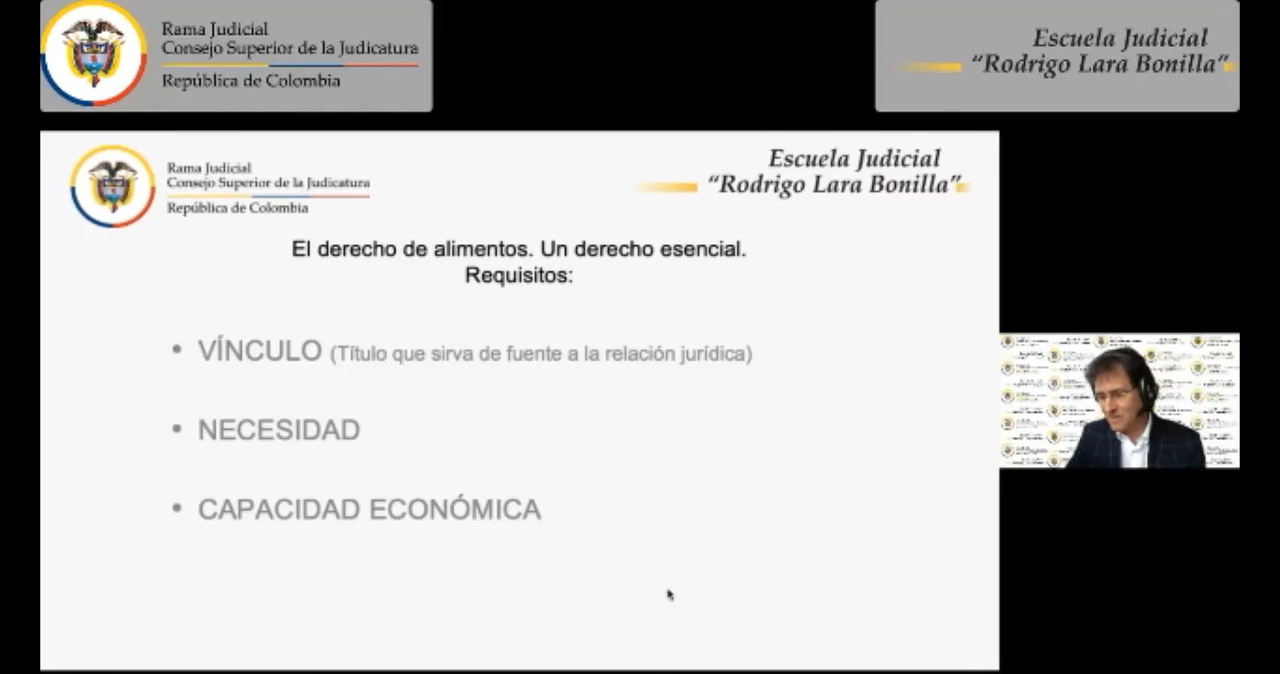 Rama Judicial
Consejo Superior de la Judicatura
República de Colombia
Escuela Judicial
“Rodrigo Lara Bonilla”
Rama Judicial
Consejo Superior de la Judicatura
República de Colombia
Escuela Judicial
“Rodrigo Lara Bonilla”
El derecho de alimentos. Un derecho esencial.
Requisitos:
• VÍNCULO (Título que sirva de fuente a la relación jurídica)
• NECESIDAD
• CAPACIDAD ECONÓMICA